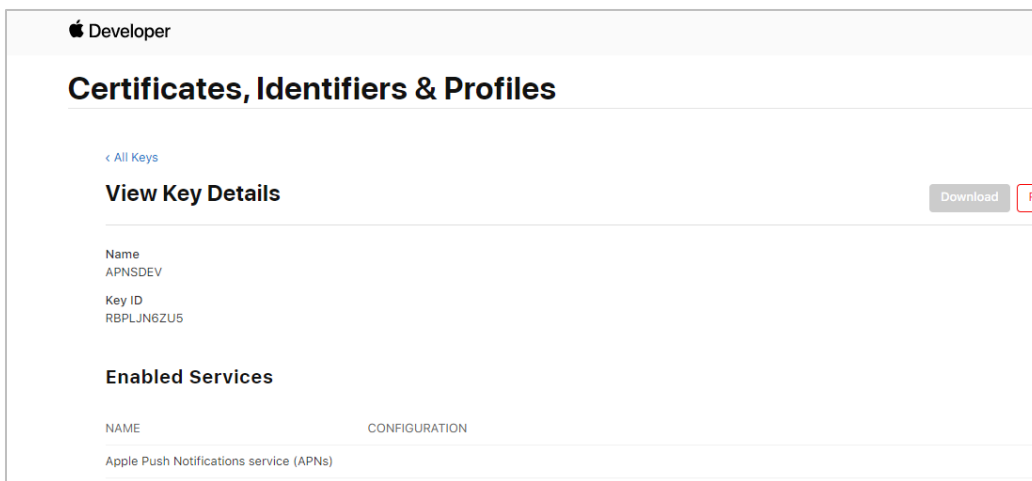 Developer
Certificates, Identifiers & Profiles
< All Keys
View Key Details
Download
Name
APNSDEV
Key ID
RBPLJN6ZU5
Enabled Services
NAME CONFIGURATION
Apple Push Notifications service (APNs)